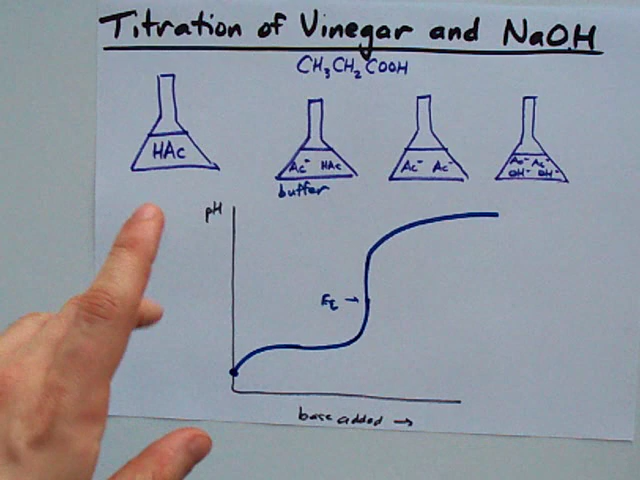 Titration of Vinegar and NaOH
CH₃CH₂COOH
HAc
Ac⁻ HAc
Ac⁻ Ac⁻
Ac⁻ Ac⁻
OH⁻ OH⁻
buffer
pH
Eq →
base added →